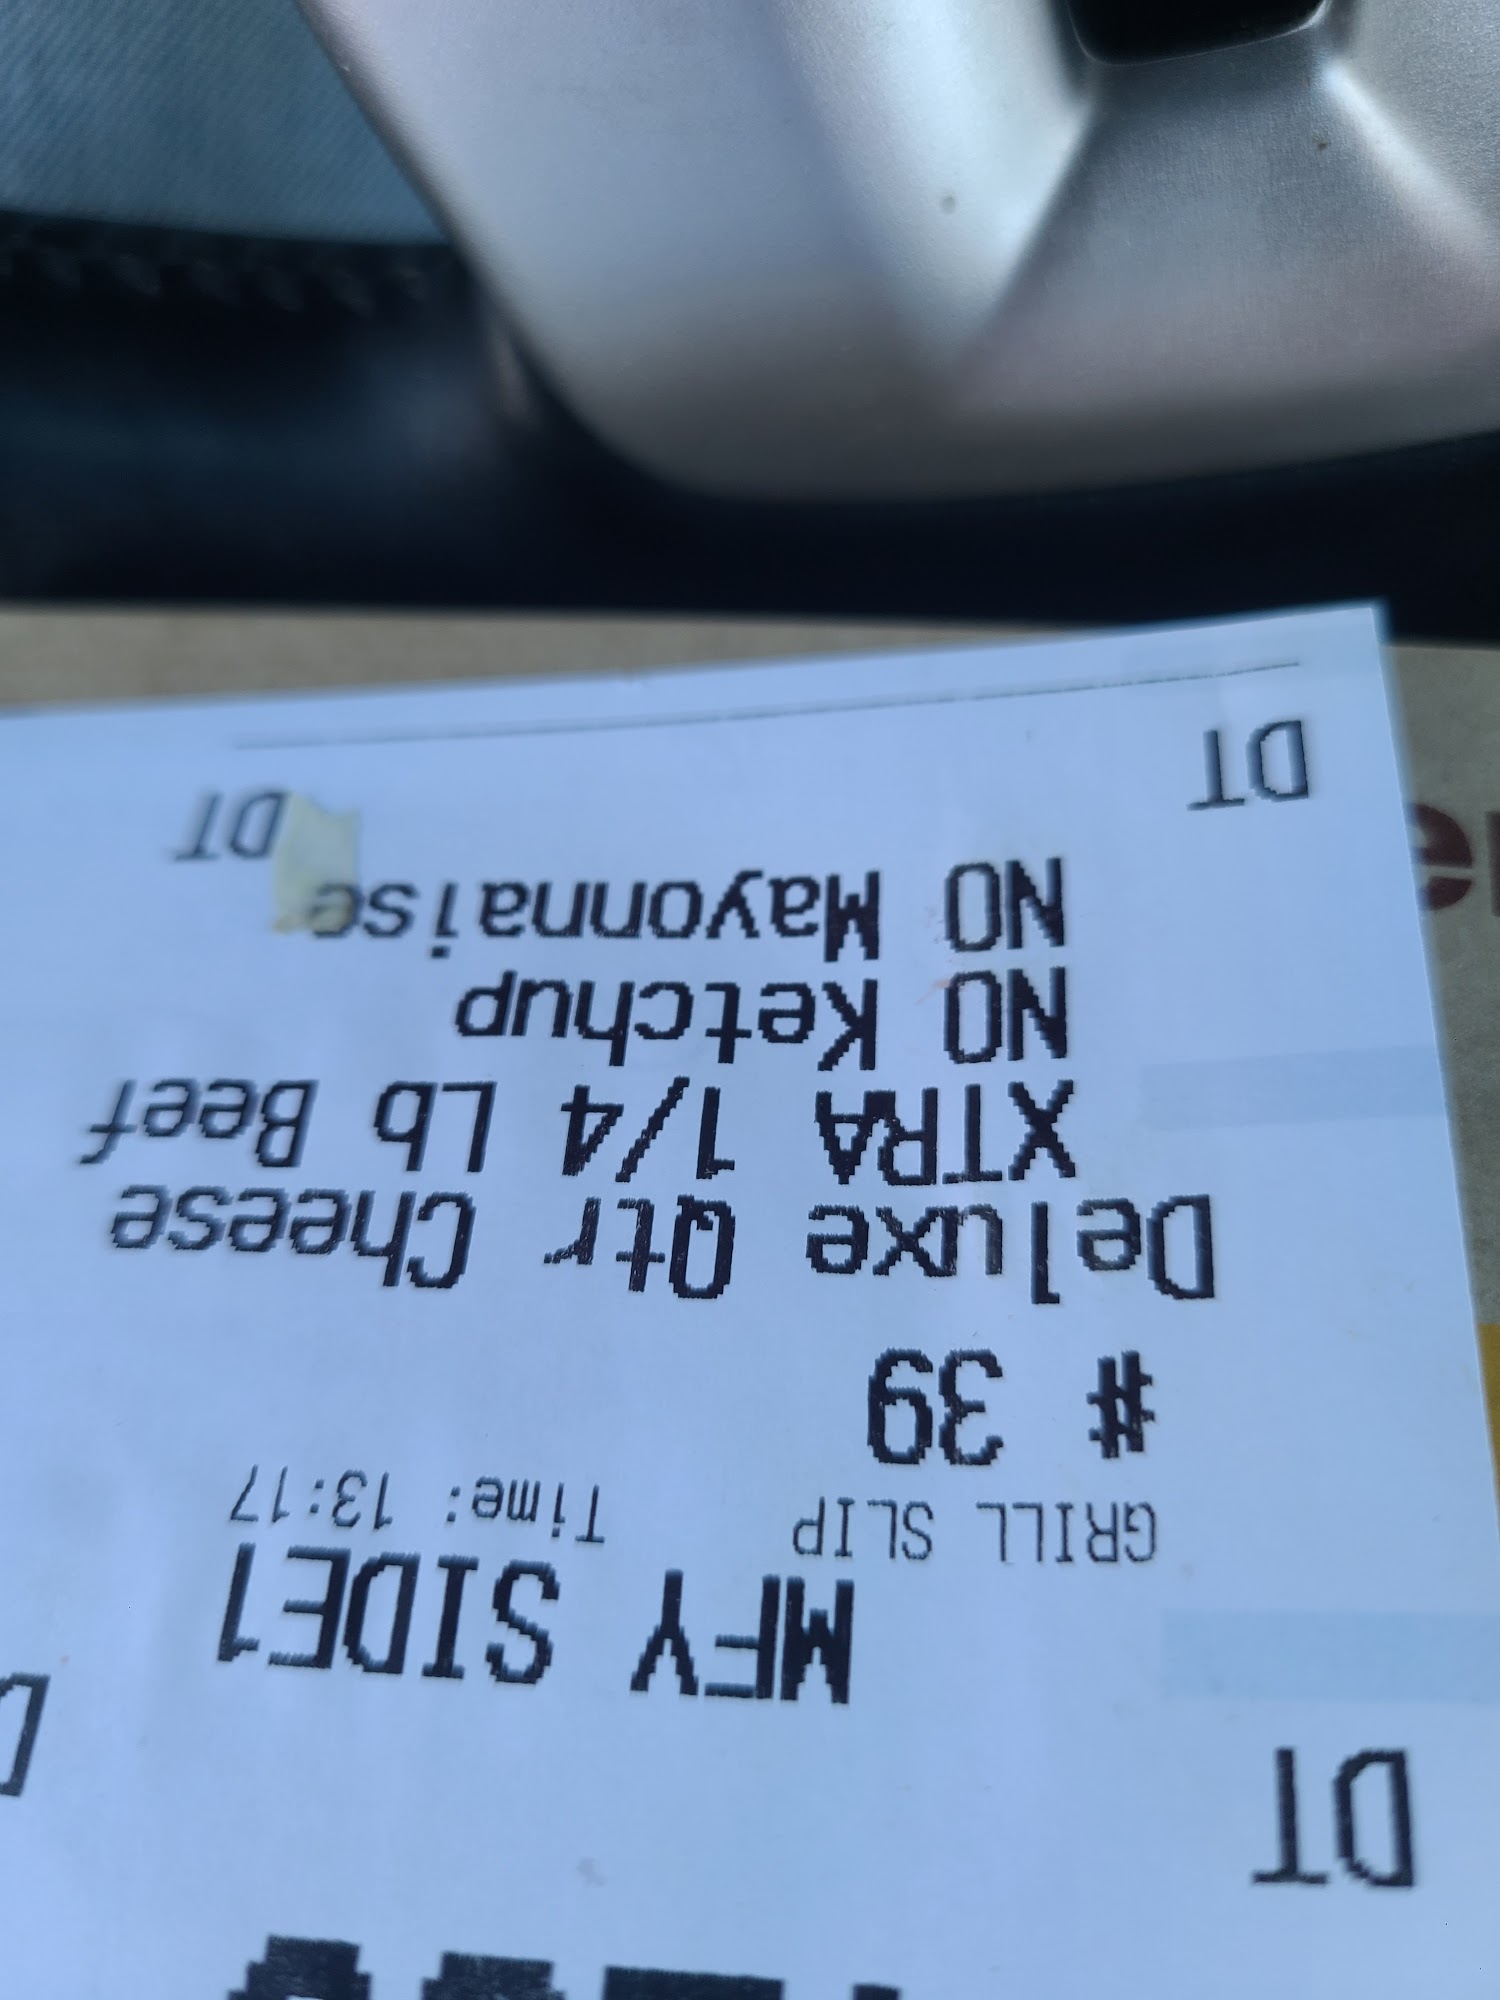 DT
MFY SIDE1
GRILL SLIP Time: 13:17
# 39
Deluxe Qtr Cheese
XTRA 1/4 Lb Beef
NO Ketchup
NO Mayonnaise
DT DT